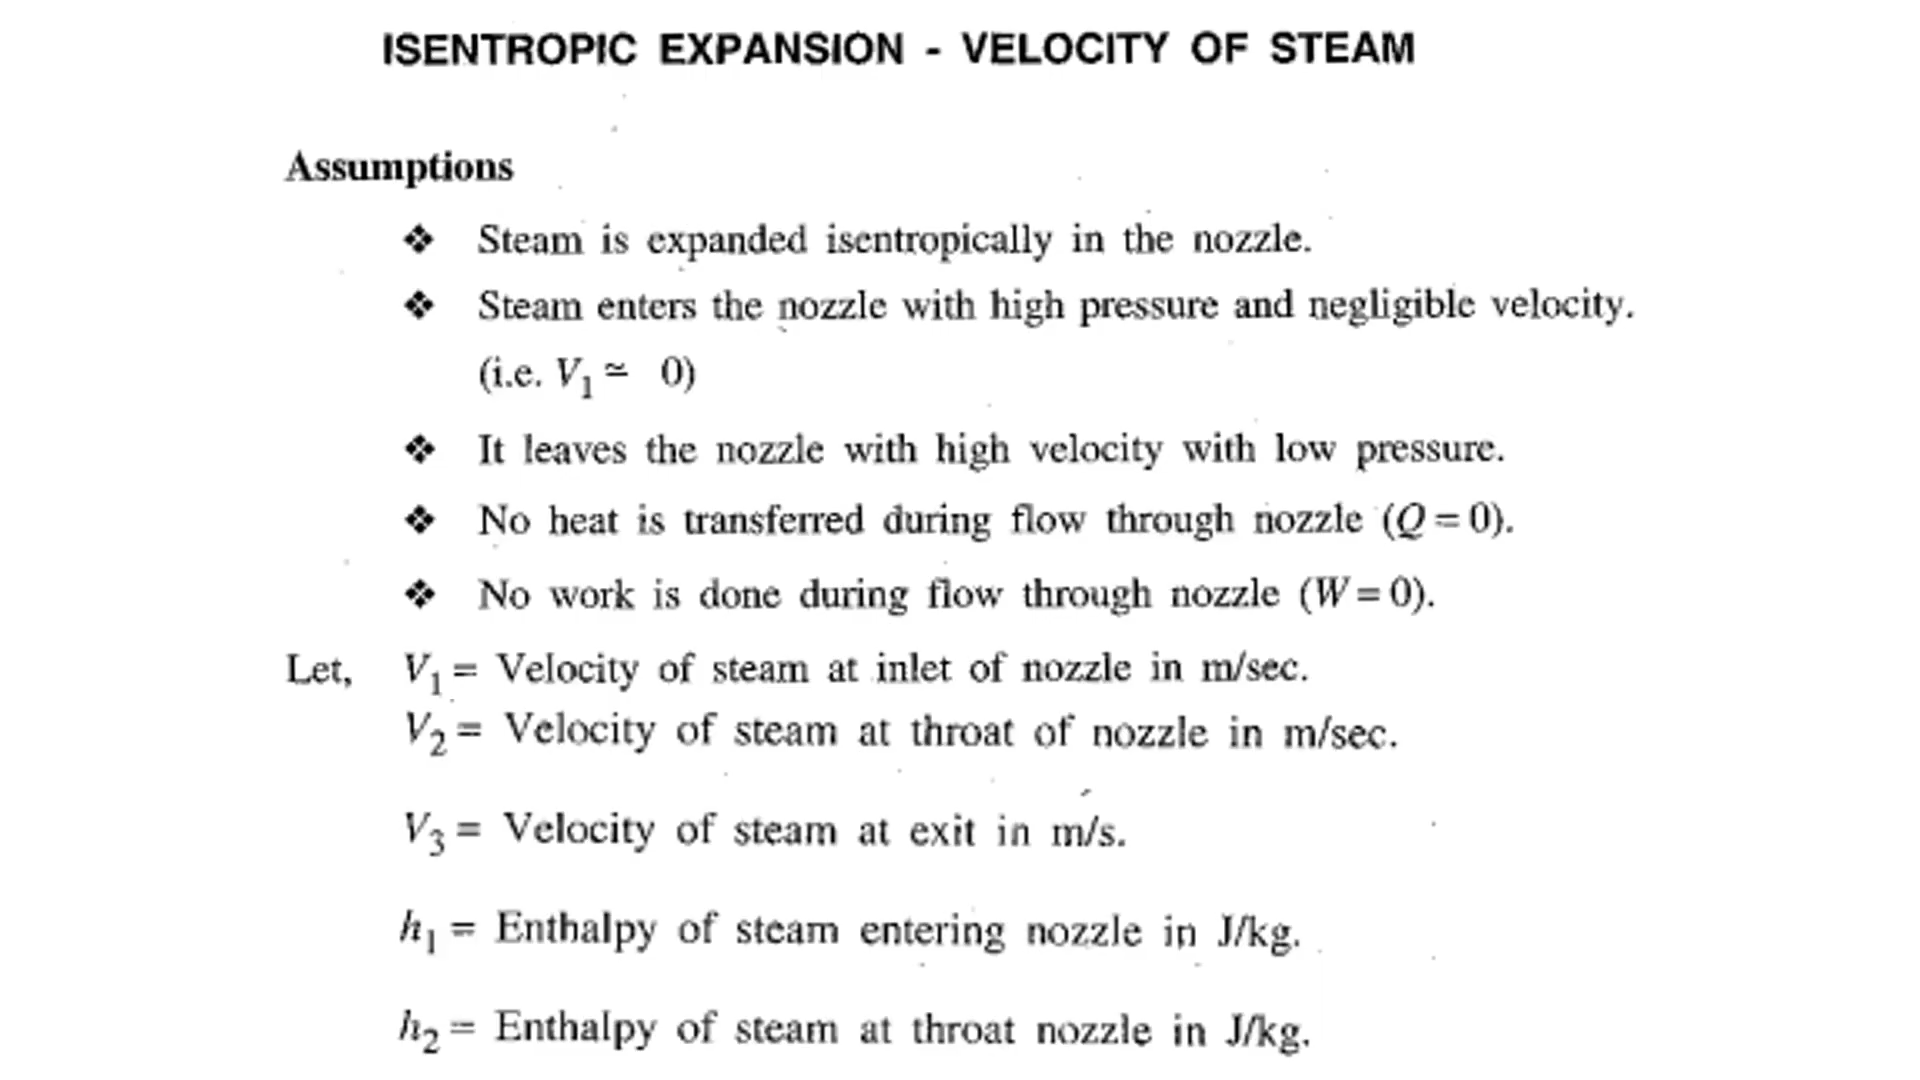 ISENTROPIC EXPANSION - VELOCITY OF STEAM
Assumptions
❖ Steam is expanded isentropically in the nozzle.
❖ Steam enters the nozzle with high pressure and negligible velocity.
(i.e. V₁ ≃ 0)
❖ It leaves the nozzle with high velocity with low pressure.
❖ No heat is transferred during flow through nozzle (Q = 0).
❖ No work is done during flow through nozzle (W = 0).
Let, V₁ = Velocity of steam at inlet of nozzle in m/sec.
V₂ = Velocity of steam at throat of nozzle in m/sec.
V₃ = Velocity of steam at exit in m/s.
h₁ = Enthalpy of steam entering nozzle in J/kg.
h₂ = Enthalpy of steam at throat nozzle in J/kg.